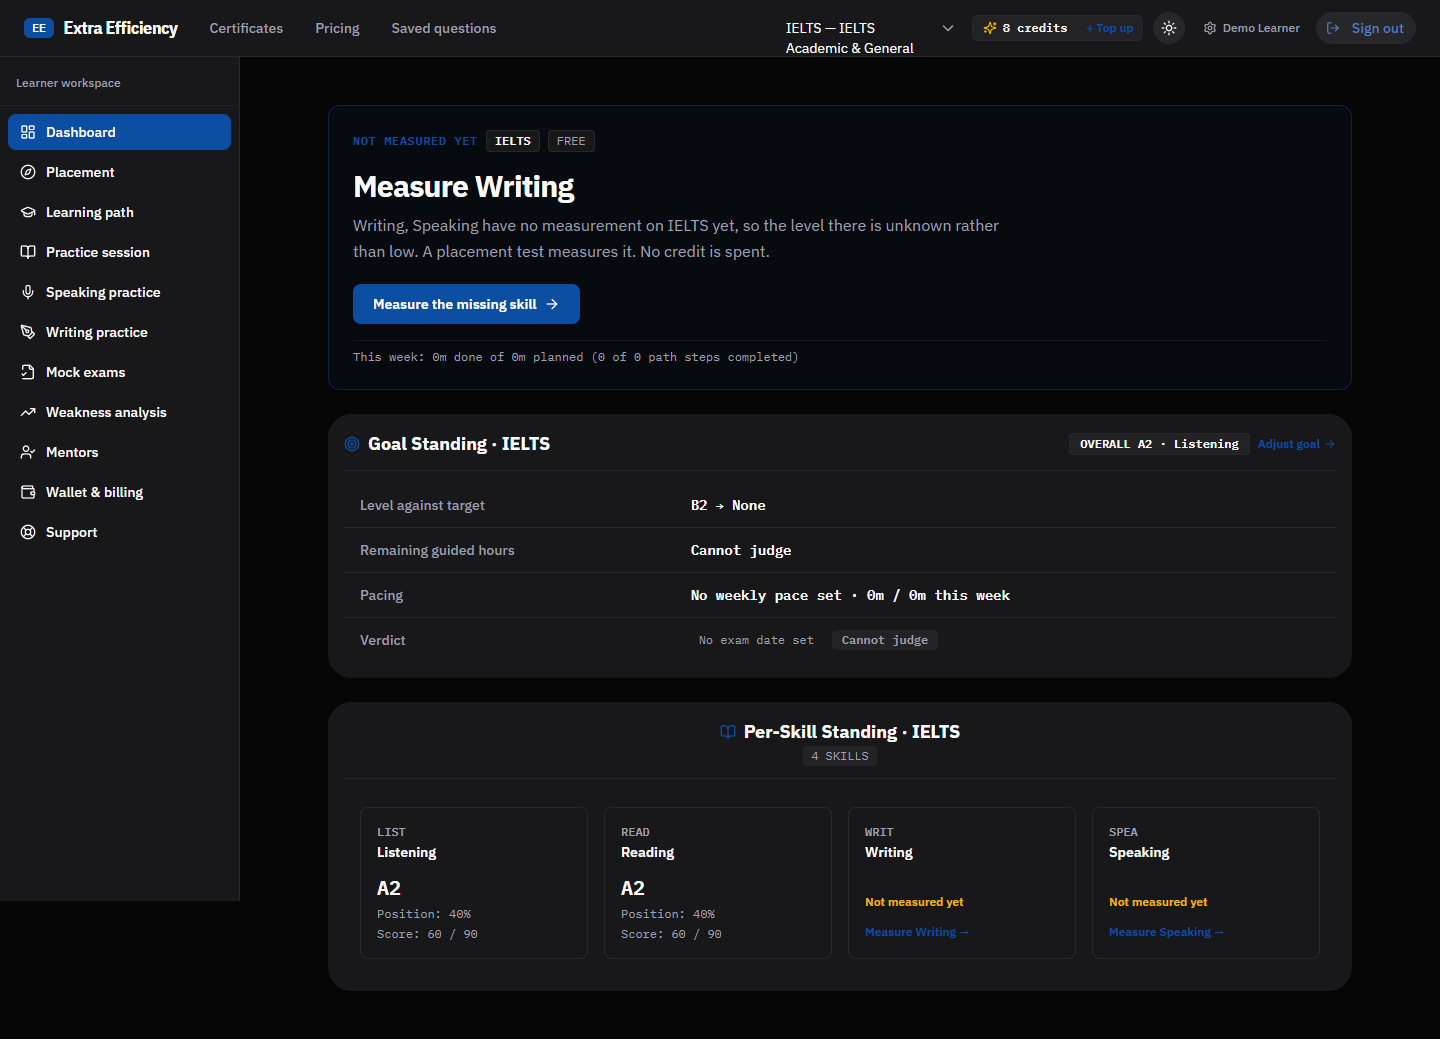 EE Extra Efficiency Certificates Pricing Saved questions IELTS — IELTS Academic & General 8 credits + Top up Demo Learner Sign out
Learner workspace
Dashboard
Placement
Learning path
Practice session
Speaking practice
Writing practice
Mock exams
Weakness analysis
Mentors
Wallet & billing
Support
NOT MEASURED YET IELTS FREE
Measure Writing
Writing, Speaking have no measurement on IELTS yet, so the level there is unknown rather
than low. A placement test measures it. No credit is spent.
Measure the missing skill →
This week: 0m done of 0m planned (0 of 0 path steps completed)
Goal Standing · IELTS OVERALL A2 · Listening Adjust goal →
Level against target B2 → None
Remaining guided hours Cannot judge
Pacing No weekly pace set · 0m / 0m this week
Verdict No exam date set Cannot judge
Per-Skill Standing · IELTS
4 SKILLS
LIST
Listening
A2
Position: 40%
Score: 60 / 90
READ
Reading
A2
Position: 40%
Score: 60 / 90
WRIT
Writing
Not measured yet
Measure Writing →
SPEA
Speaking
Not measured yet
Measure Speaking →